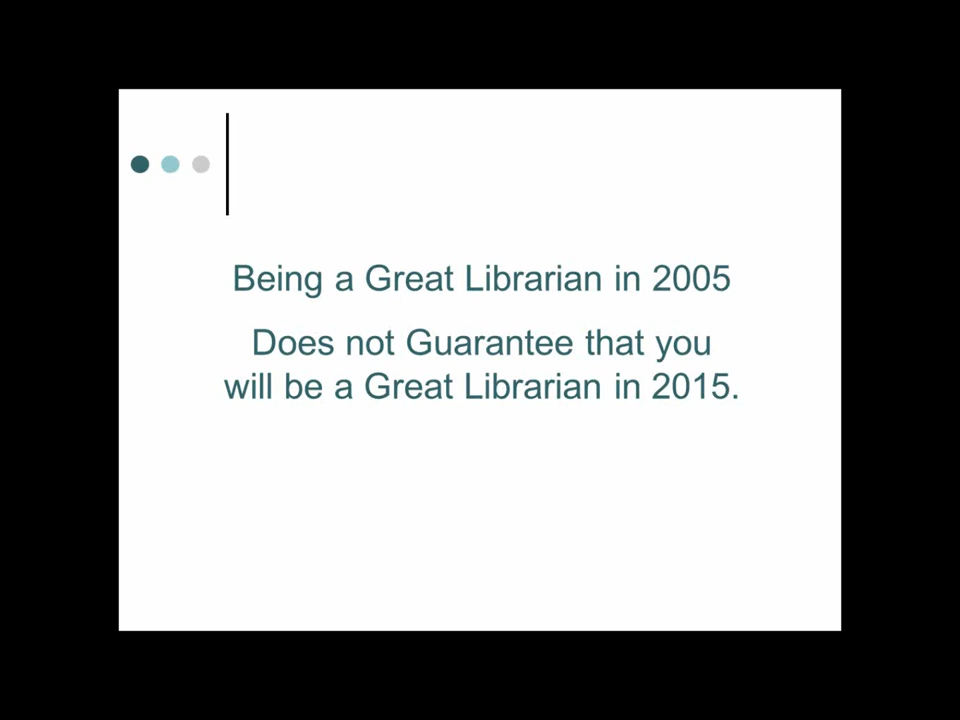 Being a Great Librarian in 2005
Does not Guarantee that you
will be a Great Librarian in 2015.